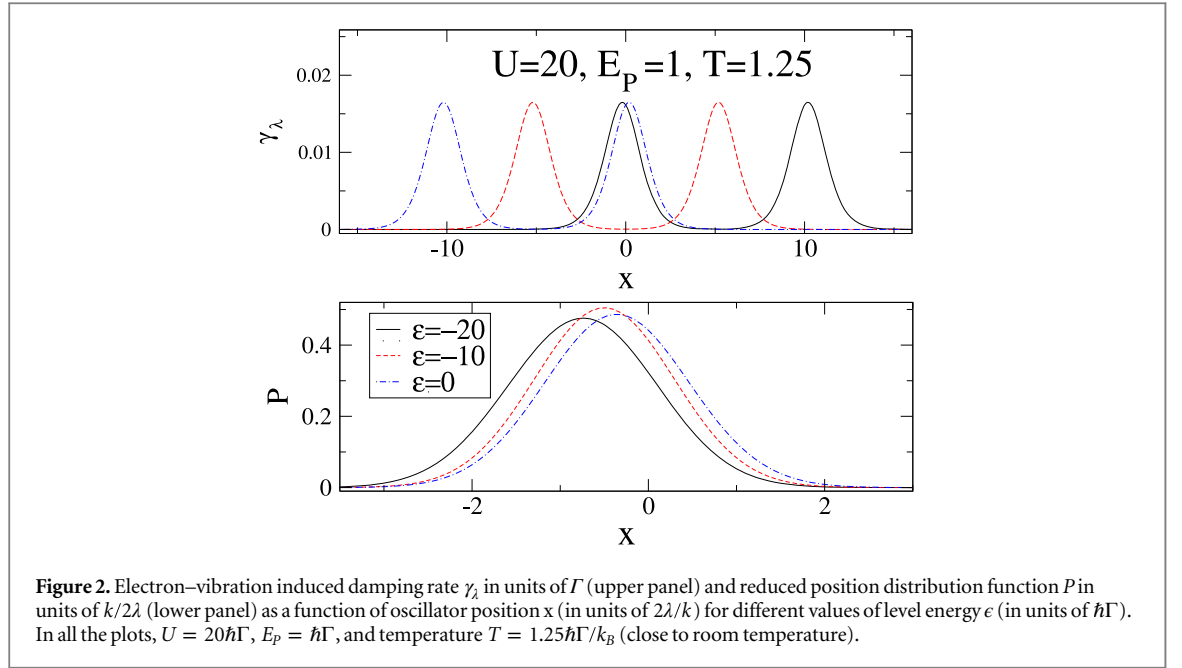 U=20, E_P=1, T=1.25
0.02
0.01
0
γ_λ
-10
0
10
x
ε=−20
ε=−10
ε=0
0.4
0.2
0
P
-2
0
2
x
Figure 2. Electron–vibration induced damping rate γ_λ in units of Γ (upper panel) and reduced position distribution function P in
units of k/2λ (lower panel) as a function of oscillator position x (in units of 2λ/k) for different values of level energy ϵ (in units of ℏΓ).
In all the plots, U = 20ℏΓ, E_P = ℏΓ, and temperature T = 1.25ℏΓ/k_B (close to room temperature).